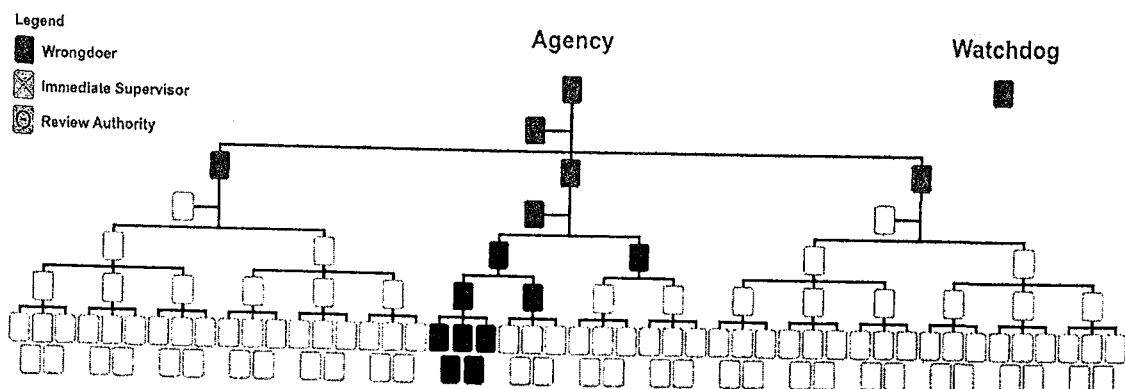 Legend
Wrongdoer
Immediate Supervisor
Review Authority
Agency
Watchdog